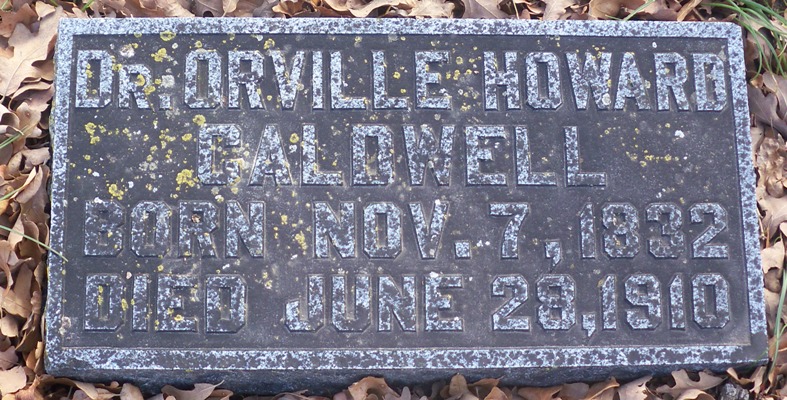 DR. ORVILLE HOWARD
CALDWELL
BORN NOV. 7, 1832
DIED JUNE 28, 1910